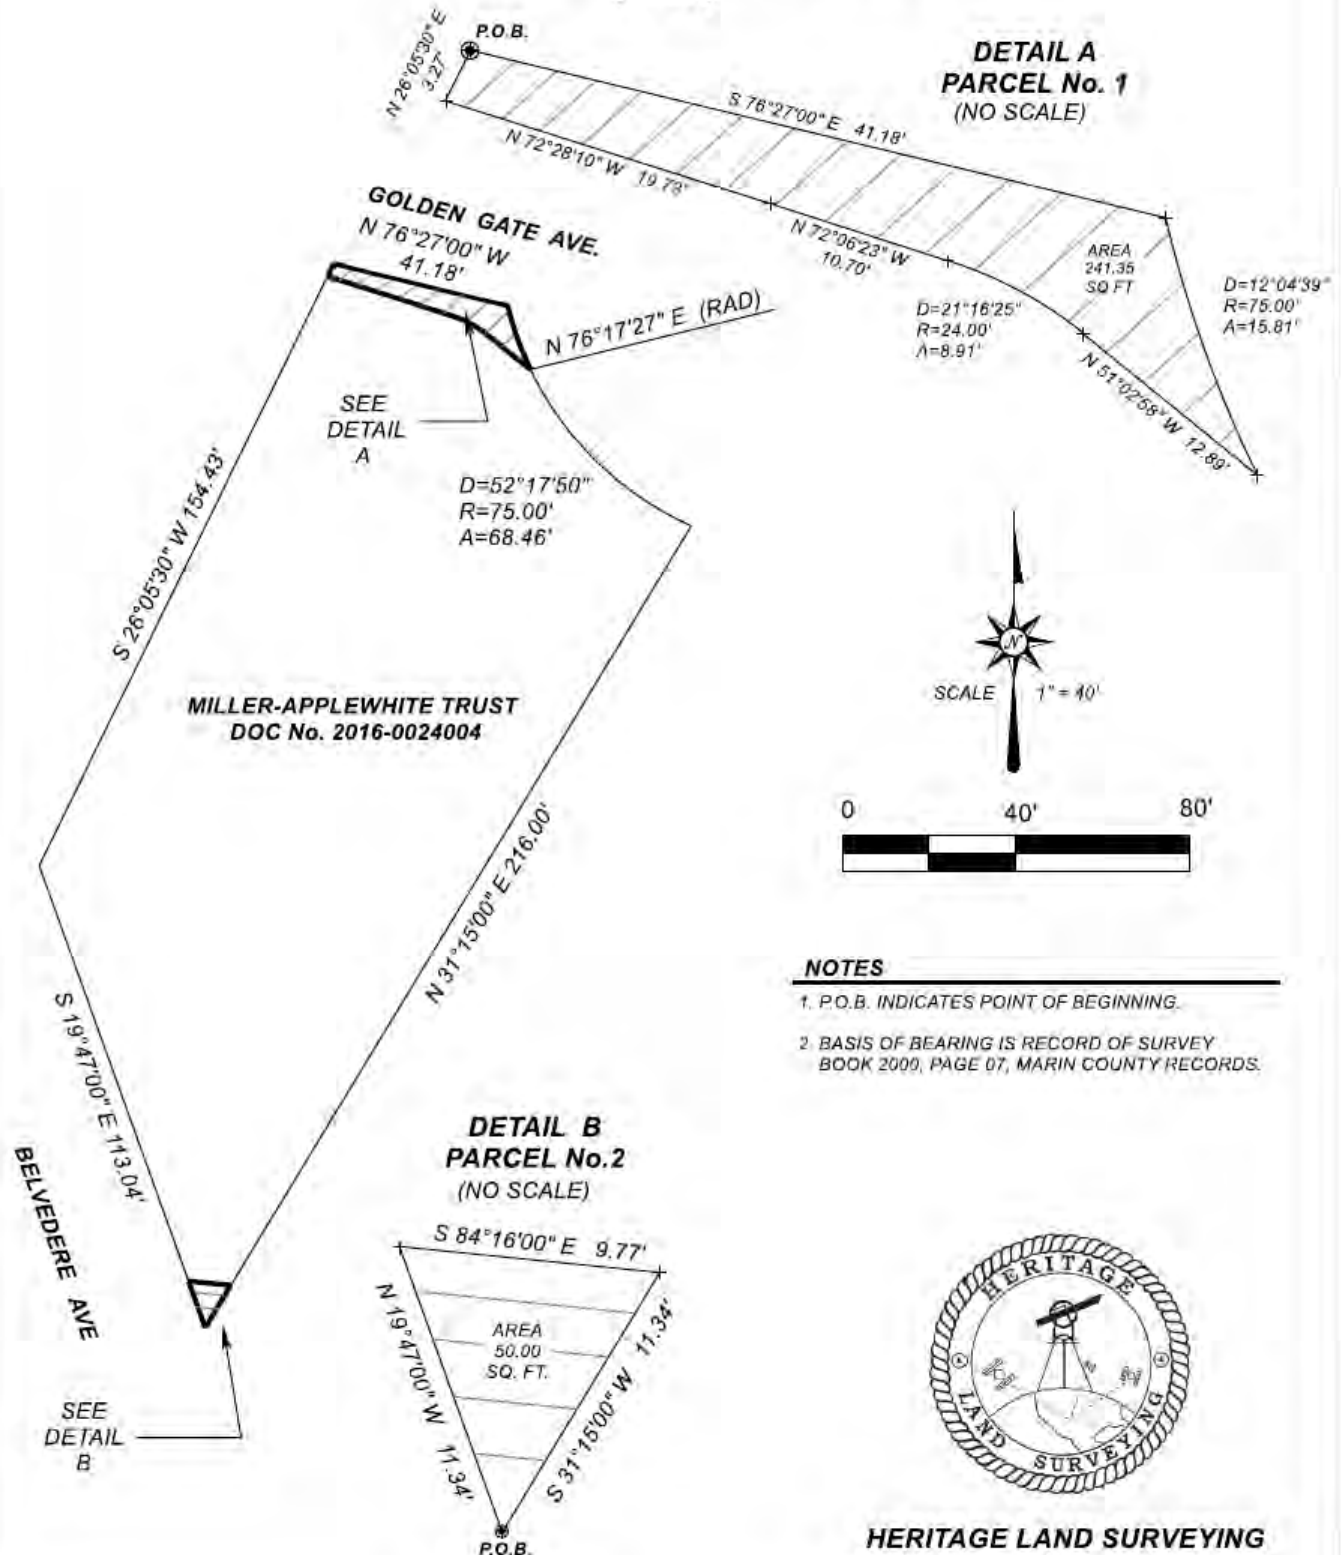 P.O.B.
N 26°05'30" E
3.27'
DETAIL A
PARCEL No. 1
(NO SCALE)
S 76°27'00" E 41.18'
N 72°28'10" W 19.78'
N 72°06'23" W
10.70'
AREA
241.35
SQ FT
D=12°04'39"
R=75.00'
A=15.81'
D=21°16'25"
R=24.00'
A=8.91'
N 51°02'58" W 12.89'
GOLDEN GATE AVE.
N 76°27'00" W
41.18'
N 76°17'27" E (RAD)
SEE
DETAIL
A
D=52°17'50"
R=75.00'
A=68.46'
S 26°05'30" W 154.43'
MILLER-APPLEWHITE TRUST
DOC No. 2016-0024004
N
SCALE 1" = 40'
0 40' 80'
N 31°15'00" E 216.00'
NOTES
1. P.O.B. INDICATES POINT OF BEGINNING.
2. BASIS OF BEARING IS RECORD OF SURVEY
BOOK 2000, PAGE 07, MARIN COUNTY RECORDS.
S 19°47'00" E 113.04'
BELVEDERE AVE
SEE
DETAIL
B
DETAIL B
PARCEL No.2
(NO SCALE)
S 84°16'00" E 9.77'
N 19°47'00" W 11.34'
AREA
50.00
SQ. FT.
S 31°15'00" W 11.34'
P.O.B.
HERITAGE
LAND SURVEYING
HERITAGE LAND SURVEYING